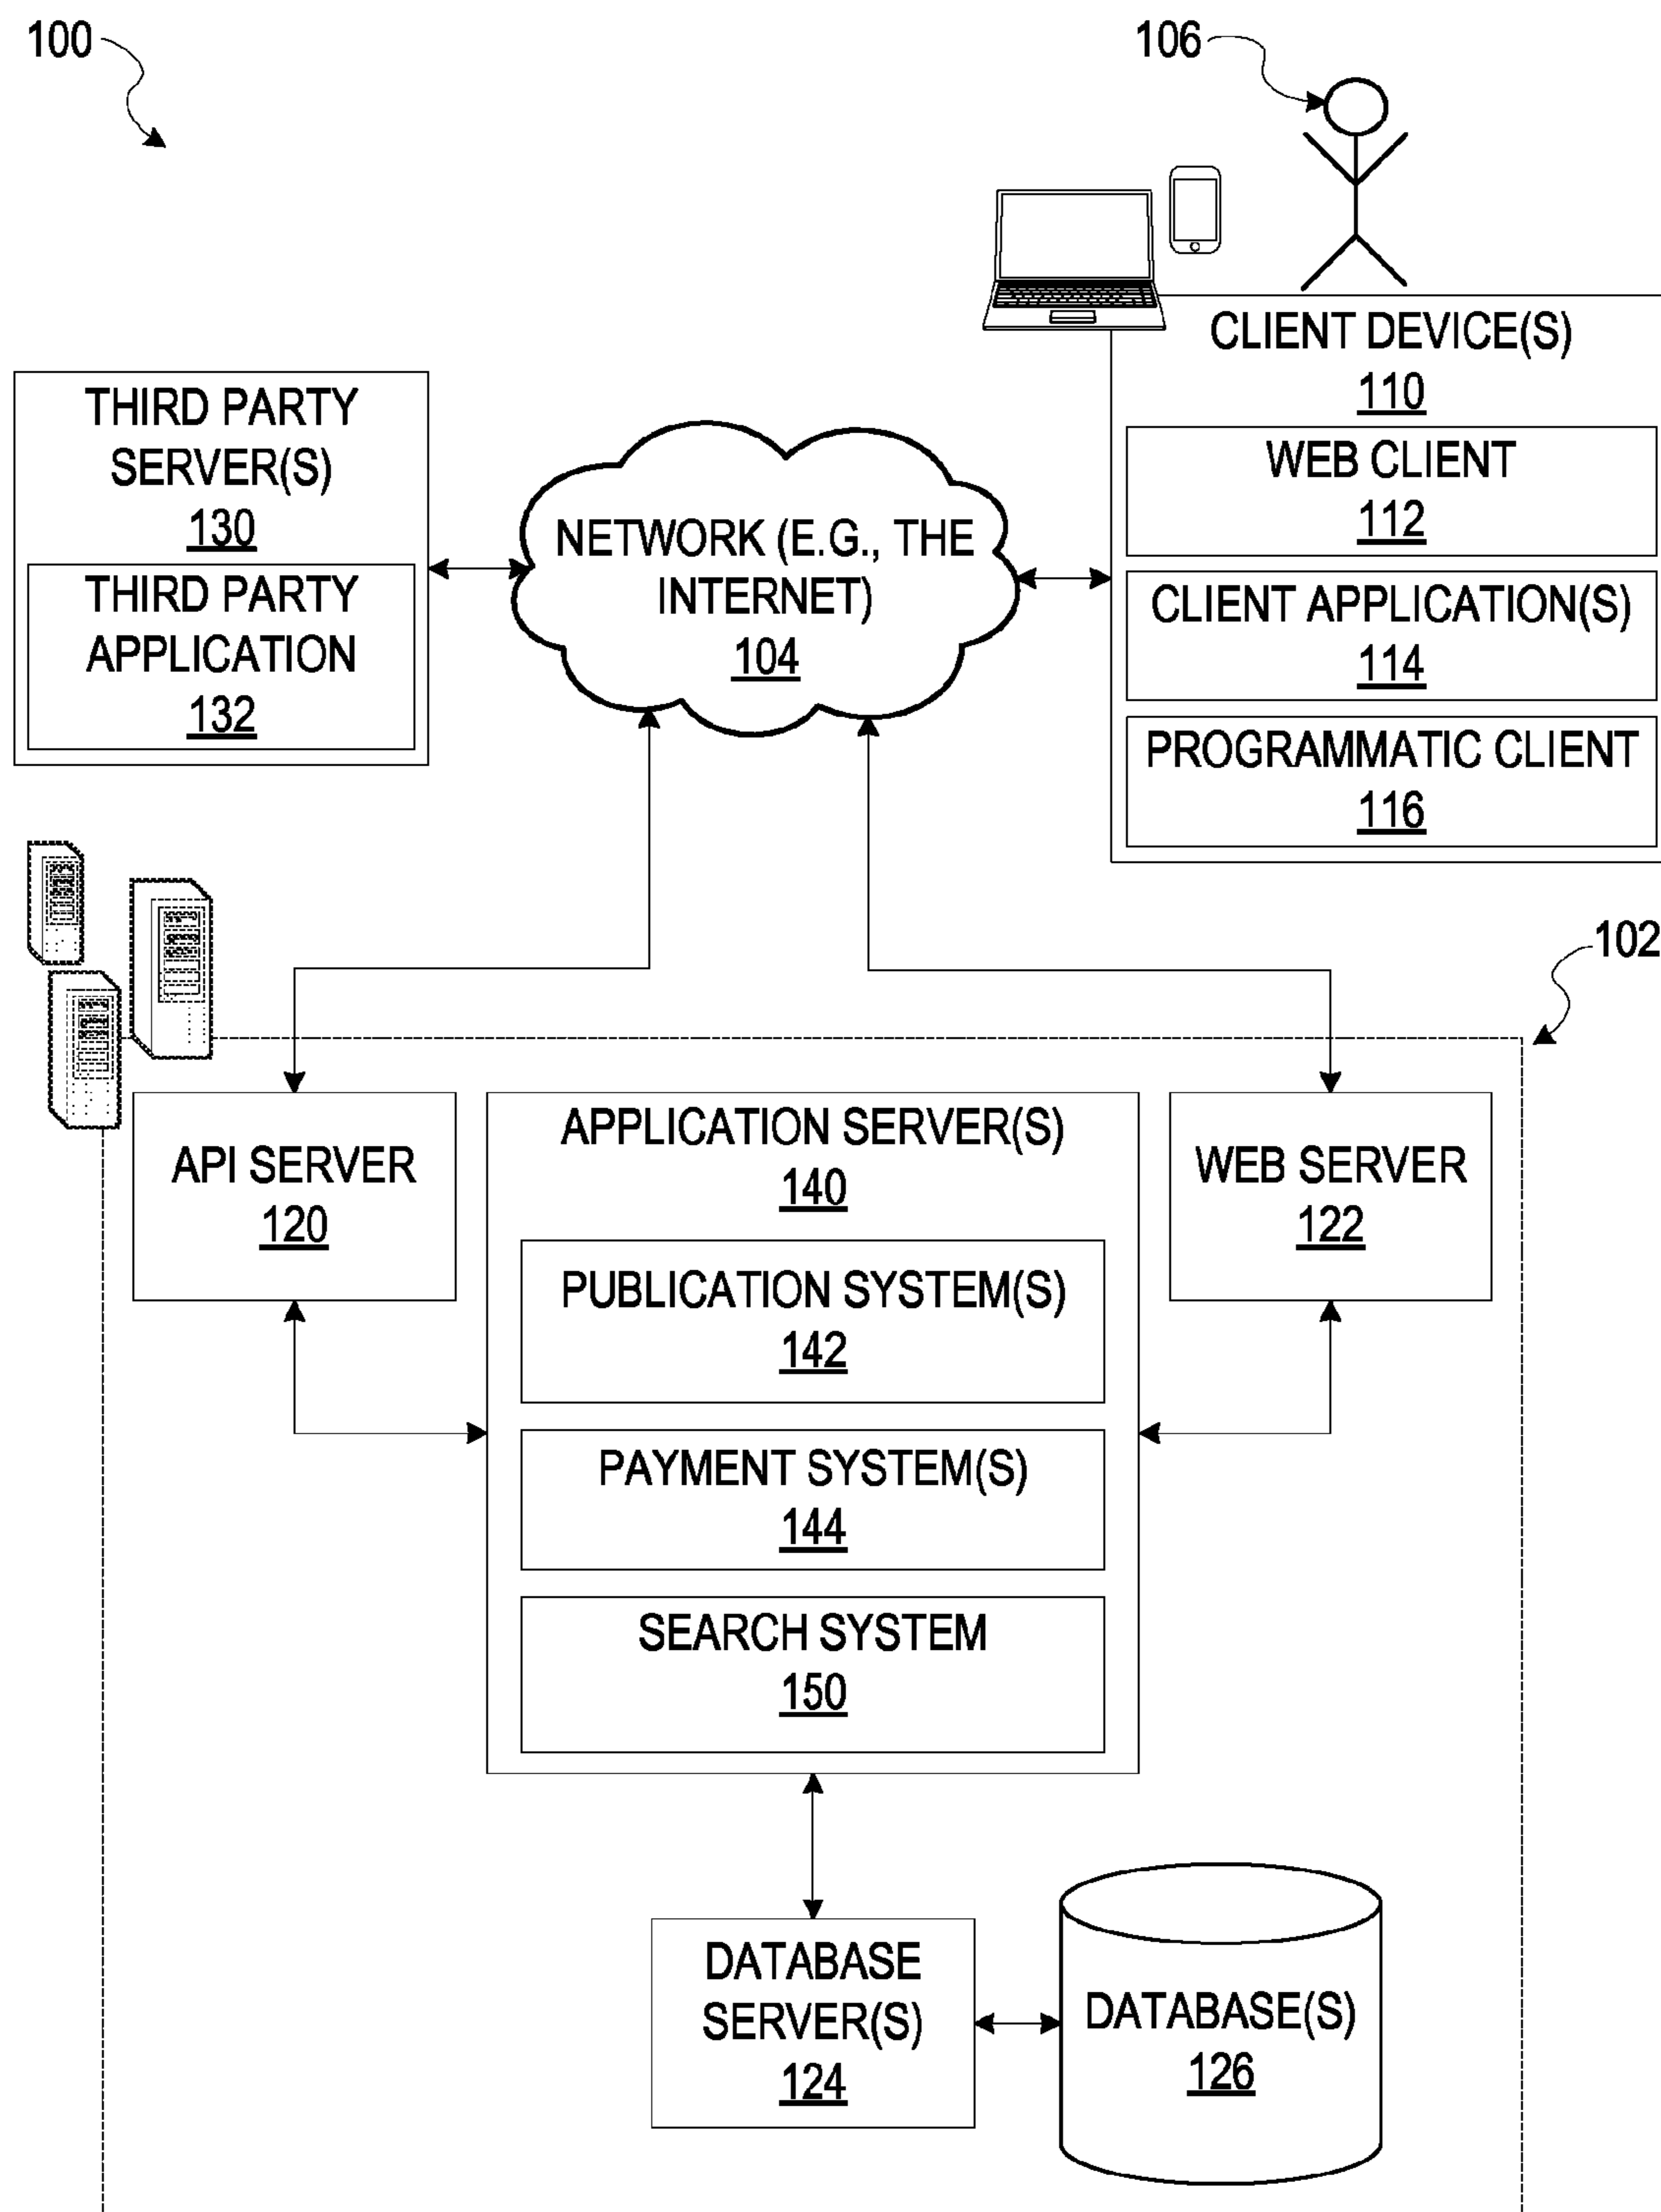 100
106
CLIENT DEVICE(S)
110
WEB CLIENT
112
CLIENT APPLICATION(S)
114
PROGRAMMATIC CLIENT
116
THIRD PARTY
SERVER(S)
130
THIRD PARTY
APPLICATION
132
NETWORK (E.G., THE
INTERNET)
104
102
API SERVER
120
APPLICATION SERVER(S)
140
PUBLICATION SYSTEM(S)
142
PAYMENT SYSTEM(S)
144
SEARCH SYSTEM
150
WEB SERVER
122
DATABASE
SERVER(S)
124
DATABASE(S)
126